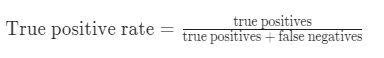 True positive rate = true positives / true positives + false negatives